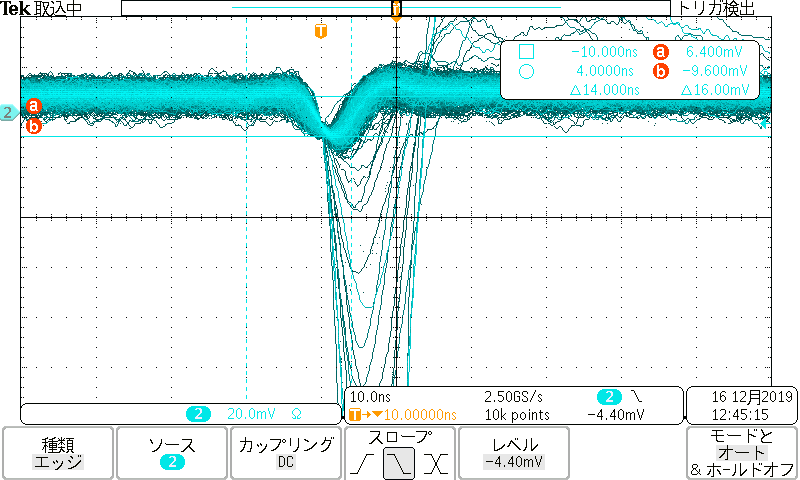 Tek 取込中
トリガ検出
T
T
-10.000ns a 6.400mV
4.0000ns b -9.600mV
△14.000ns △16.00mV
2
a
b
2 20.0mV Ω
10.0ns 2.50GS/s 2
T→▼10.00000ns 10k points -4.40mV
16 12月2019
12:45:15
種類
エッジ
ソース
2
カップリング
DC
スロープ
レベル
-4.40mV
モードと
オート
& ホールドオフ